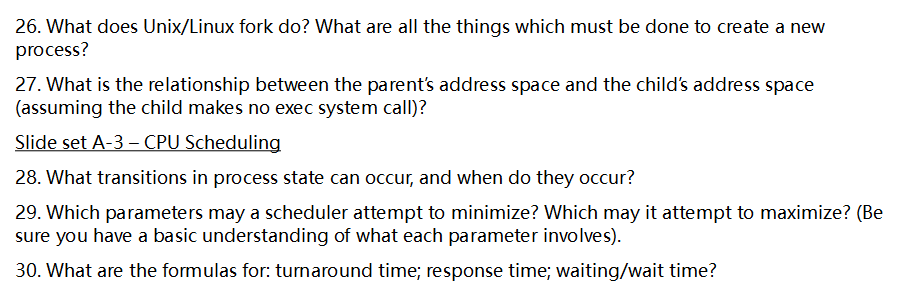 26. What does Unix/Linux fork do? What are all the things which must be done to create a new
process?
27. What is the relationship between the parent's address space and the child's address space
(assuming the child makes no exec system call)?
Slide set A-3 – CPU Scheduling
28. What transitions in process state can occur, and when do they occur?
29. Which parameters may a scheduler attempt to minimize? Which may it attempt to maximize? (Be
sure you have a basic understanding of what each parameter involves).
30. What are the formulas for: turnaround time; response time; waiting/wait time?